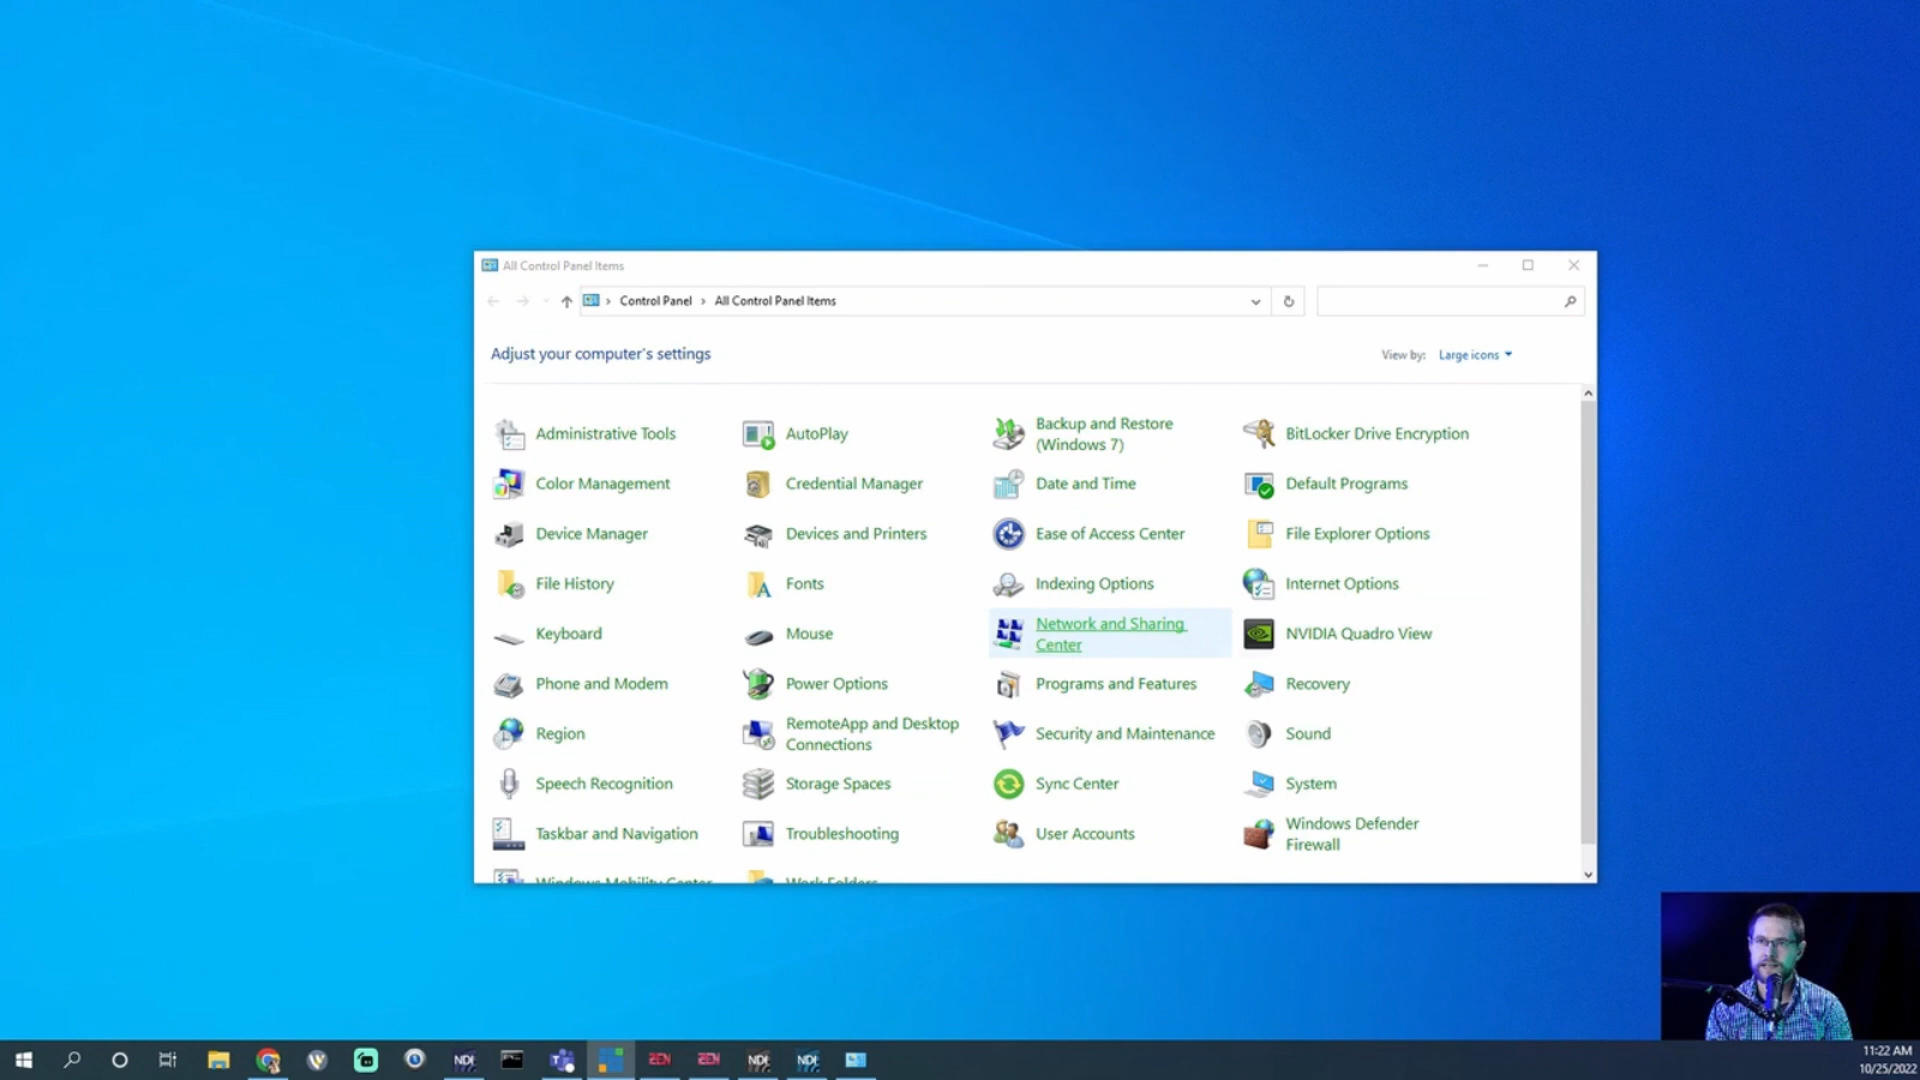 All Control Panel Items
Control Panel
All Control Panel Items
Adjust your computer's settings
View by:
Large icons
Administrative Tools
AutoPlay
Backup and Restore
(Windows 7)
BitLocker Drive Encryption
Color Management
Credential Manager
Date and Time
Default Programs
Device Manager
Devices and Printers
Ease of Access Center
File Explorer Options
File History
Fonts
Indexing Options
Internet Options
Keyboard
Mouse
Network and Sharing
Center
NVIDIA Quadro View
Phone and Modem
Power Options
Programs and Features
Recovery
Region
RemoteApp and Desktop
Connections
Security and Maintenance
Sound
Speech Recognition
Storage Spaces
Sync Center
System
Taskbar and Navigation
Troubleshooting
User Accounts
Windows Defender
Firewall
Windows Mobility Center
Work Folders
NDI
ZEN
ZEN
NDI
NDI
11:22 AM
10/25/2022